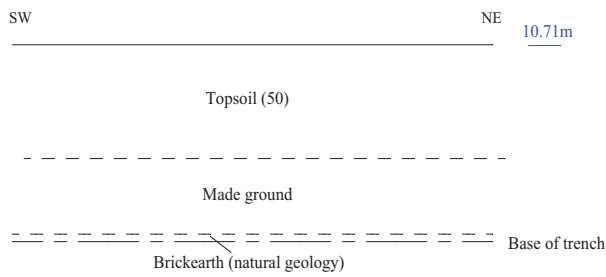 SW
NE
10.71m
Topsoil (50)
Made ground
Base of trench
Brickearth (natural geology)